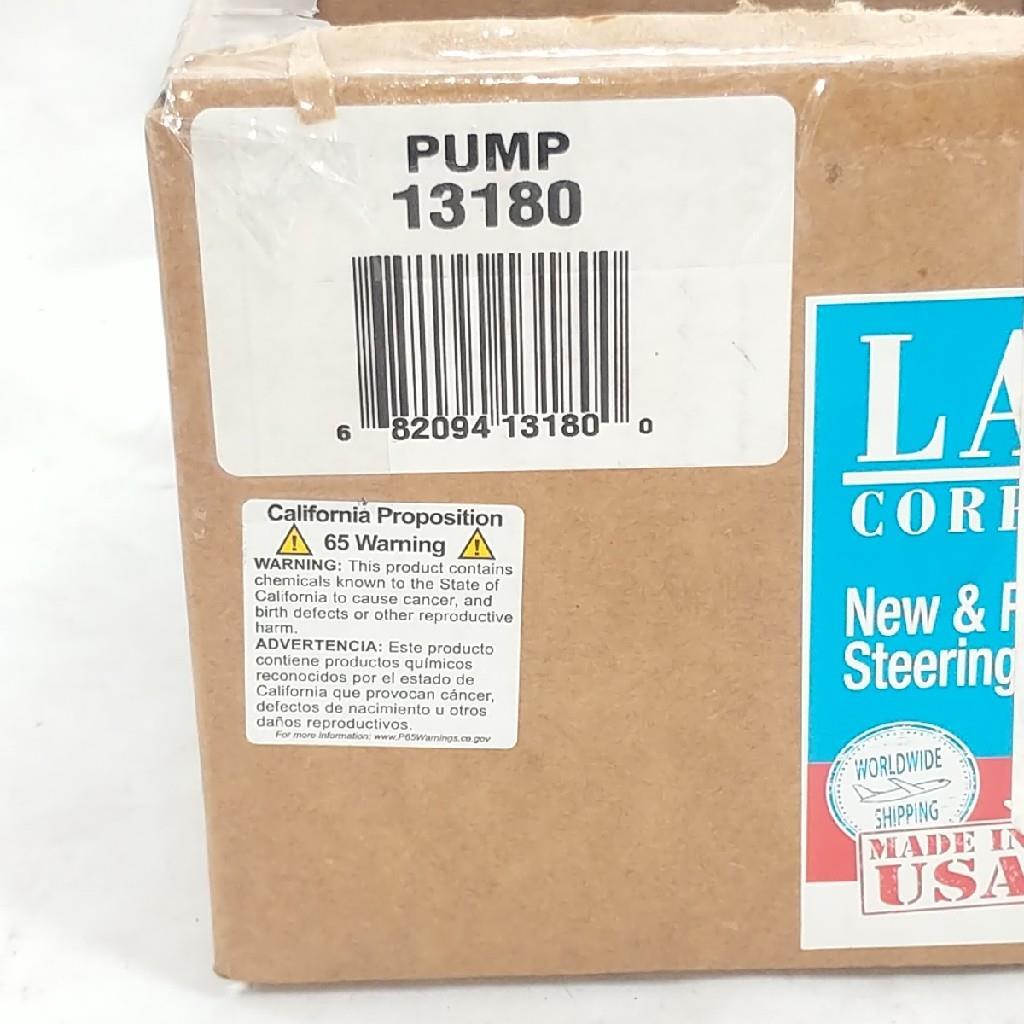 PUMP
13180
6 82094 13180 0
California Proposition
65 Warning
WARNING: This product contains
chemicals known to the State of
California to cause cancer, and
birth defects or other reproductive
harm.
ADVERTENCIA: Este producto
contiene productos químicos
reconocidos por el estado de
California que provocan cáncer,
defectos de nacimiento u otros
daños reproductivos.
For more information: www.P65Warnings.ca.gov
LA
COR
New &
Steering
WORLDWIDE
SHIPPING
MADE IN
USA